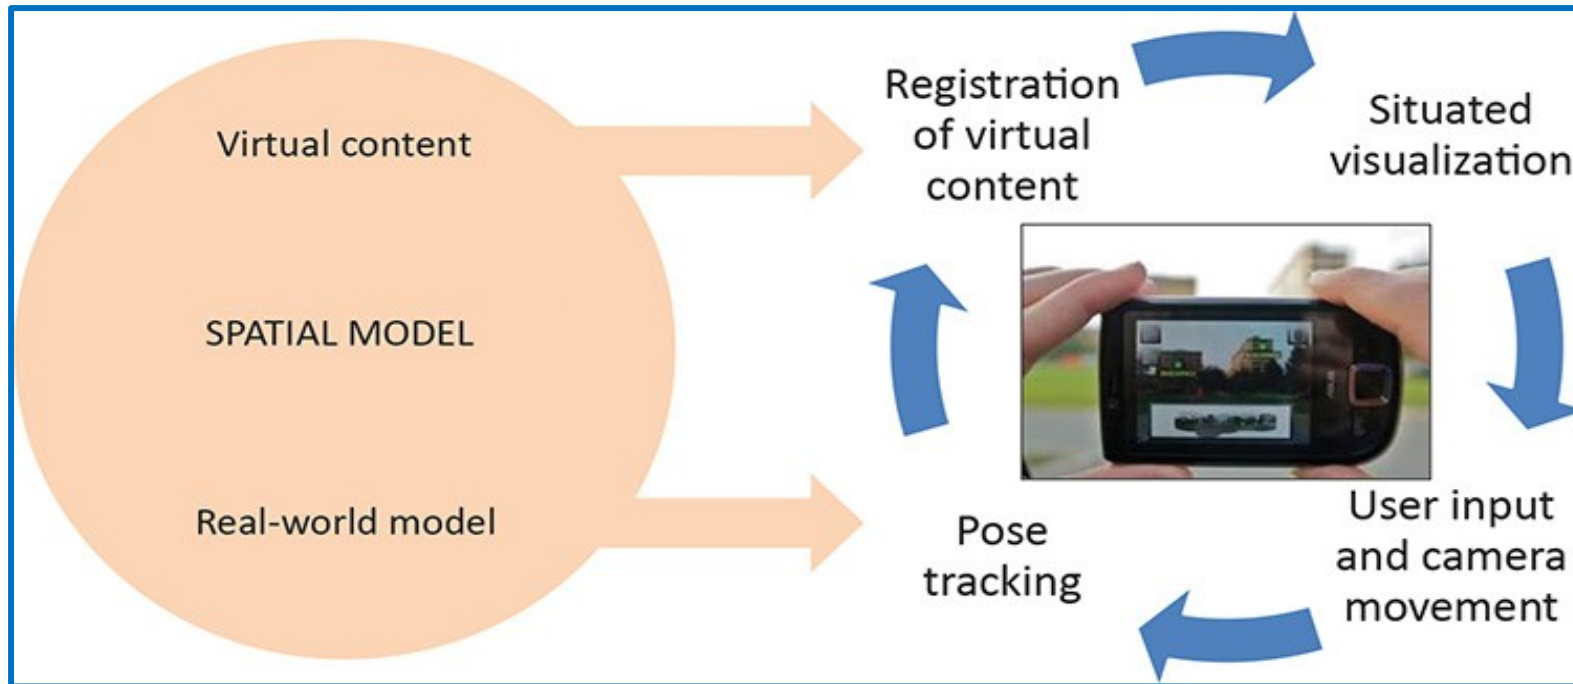 Virtual content
SPATIAL MODEL
Real-world model
Registration
of virtual
content
Situated
visualization
User input
and camera
movement
Pose
tracking
ASUS